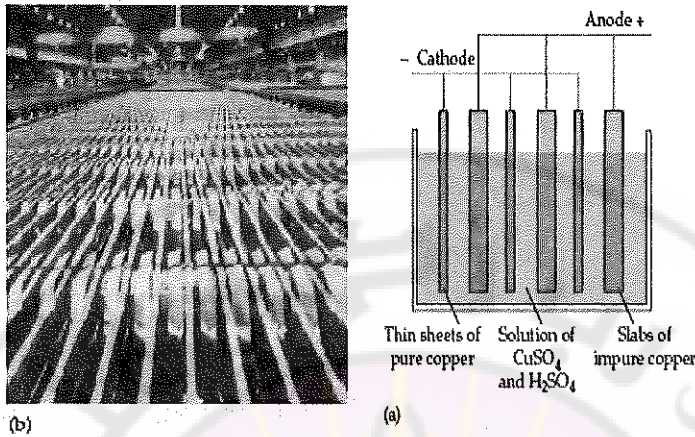 Anode +
– Cathode
Thin sheets of
pure copper
Solution of
CuSO₄
and H₂SO₄
Slabs of
impure copper
(b)
(a)